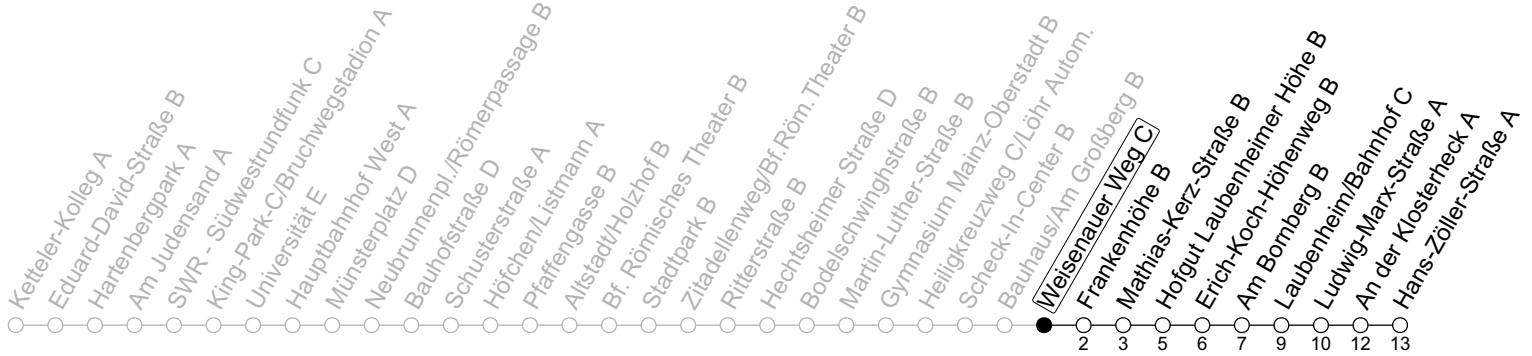 Ketteler-Kolleg A
Eduard-David-Straße B
Hartenbergpark A
Am Judensand A
SWR - Südwestrundfunk C
King-Park-C/Bruchwegstadion A
Universität E
Hauptbahnhof West A
Münsterplatz D
Neubrunnenpl./Römerpassage B
Bauhofstraße D
Schusterstraße A
Höfchen/Listmann A
Pfaffengasse B
Altstadt/Holzhof B
Bf. Römisches Theater B
Stadtpark B
Zitadellenweg/Bf.Röm.Theater B
Ritterstraße B
Hechtsheimer Straße D
Bodelschwinghstraße B
Martin-Luther-Straße B
Gymnasium Mainz-Oberstadt B
Heiligkreuzweg C/Löhr Autom.
Scheck-In-Center B
Bauhaus/Am Großberg B
Weisenauer Weg C
Frankenhöhe B
Mathias-Kerz-Straße B
Hofgut Laubenheimer Höhe B
Erich-Koch-Höhenweg B
Am Bornberg B
Laubenheim/Bahnhof C
Ludwig-Marx-Straße A
An der Klosterheck A
Hans-Zöller-Straße A
2 3 5 6 7 9 10 12 13